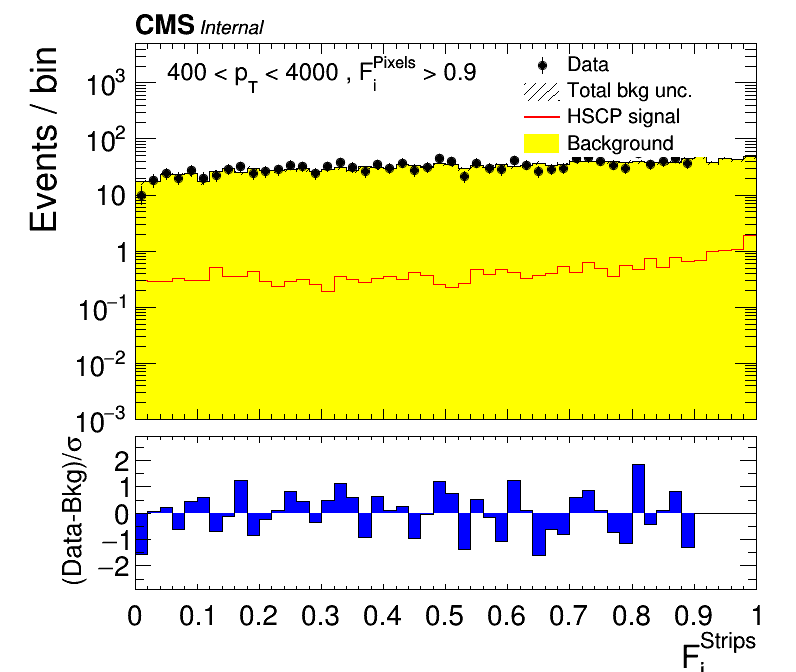 CMS Internal
400 < p_T < 4000 , F_i^Pixels > 0.9
Data
Total bkg unc.
HSCP signal
Background
Events / bin
10^3
10^2
10
1
10^−1
10^−2
10^−3
(Data-Bkg)/σ
2
1
0
−1
−2
0 0.1 0.2 0.3 0.4 0.5 0.6 0.7 0.8 0.9 1
F_i^Strips